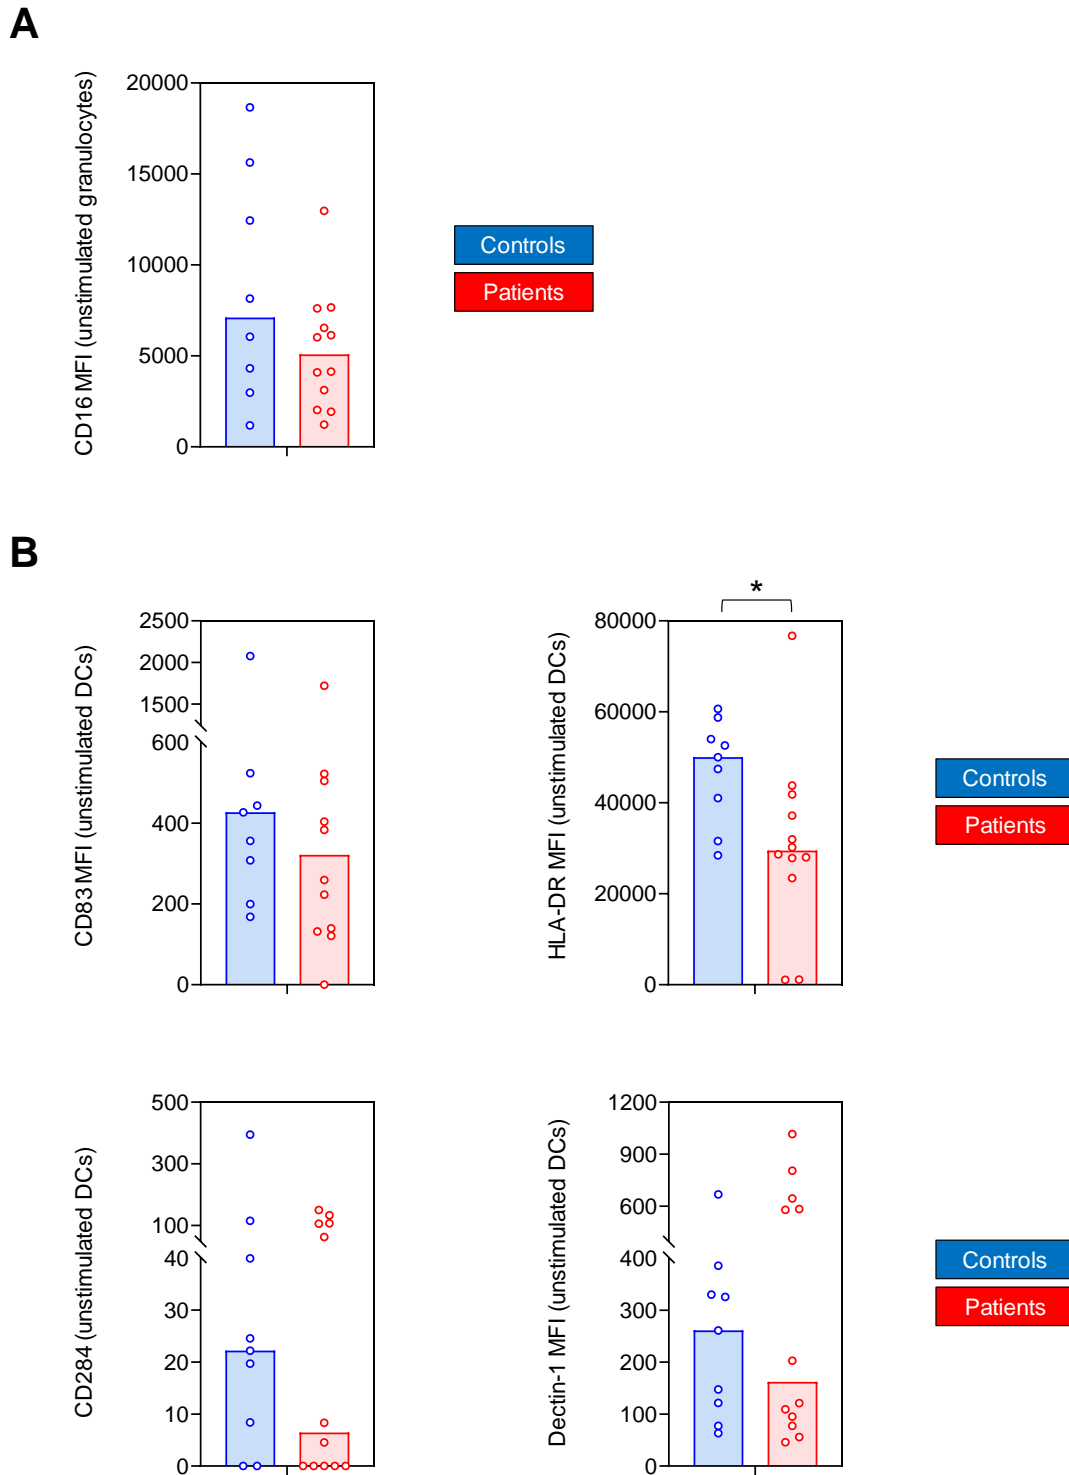 A
CD16 MFI (unstimulated granulocytes)
20000
15000
10000
5000
0
Controls
Patients
B
CD83 MFI (unstimulated DCs)
2500
2000
1500
600
400
200
0
*
HLA-DR MFI (unstimulated DCs)
80000
60000
40000
20000
0
Controls
Patients
CD284 (unstimulated DCs)
500
300
100
40
30
20
10
0
Dectin-1 MFI (unstimulated DCs)
1200
900
600
400
300
200
100
0
Controls
Patients